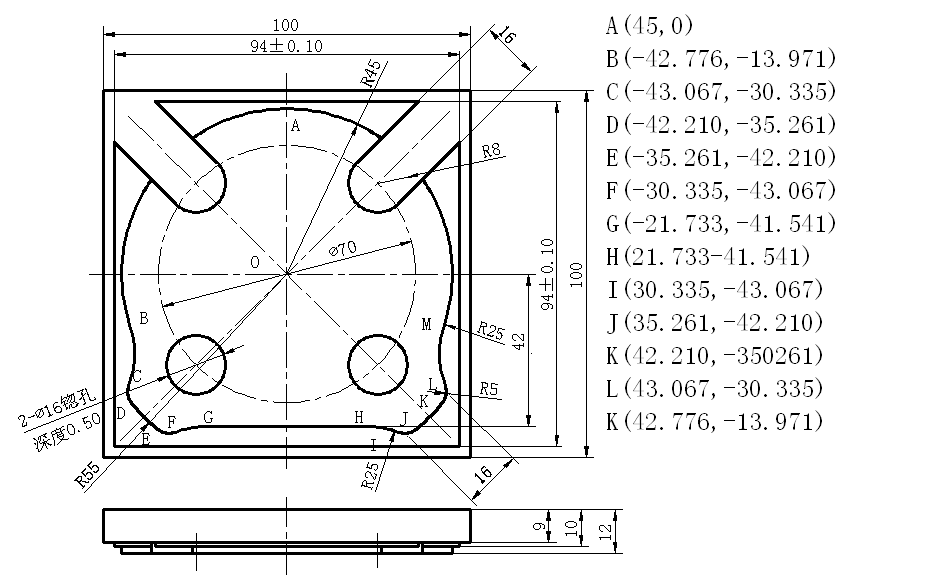 100
94±0.10
16
R45
A
R8
⌀70
O
94±0.10
100
B
M
R25
42
C
L
R5
K
2-⌀16锪孔
深度0.50
D
E
F
G
H
I
J
R55
R25
16
9
10
12
A(45,0)
B(-42.776,-13.971)
C(-43.067,-30.335)
D(-42.210,-35.261)
E(-35.261,-42.210)
F(-30.335,-43.067)
G(-21.733,-41.541)
H(21.733-41.541)
I(30.335,-43.067)
J(35.261,-42.210)
K(42.210,-350261)
L(43.067,-30.335)
K(42.776,-13.971)